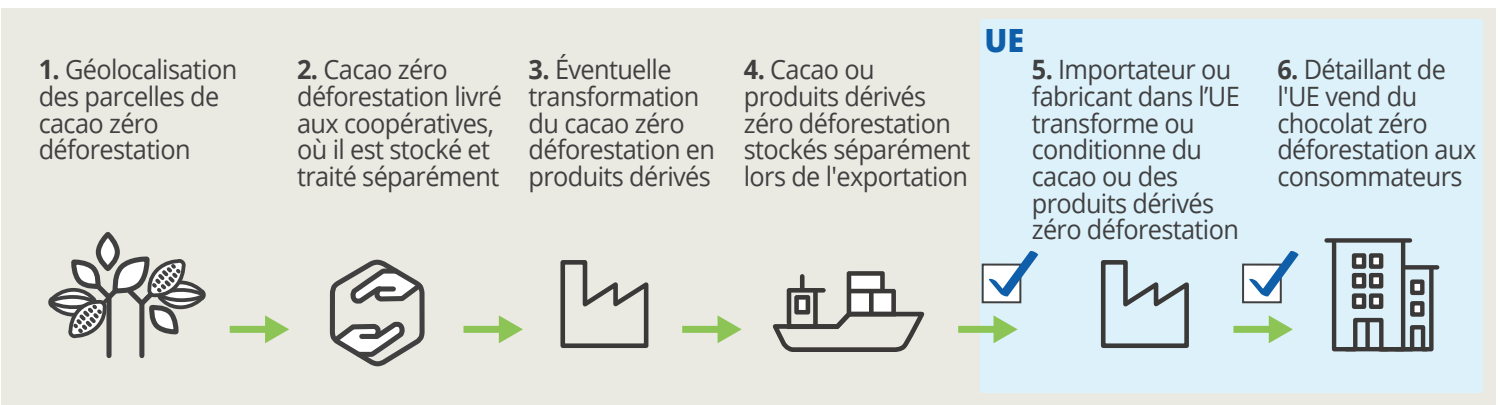 1. Géolocalisation
des parcelles de
cacao zéro
déforestation
2. Cacao zéro
déforestation livré
aux coopératives,
où il est stocké et
traité séparément
3. Éventuelle
transformation
du cacao zéro
déforestation en
produits dérivés
4. Cacao ou
produits dérivés
zéro déforestation
stockés séparément
lors de l'exportation
UE
5. Importateur ou
fabricant dans l’UE
transforme ou
conditionne du
cacao ou des
produits dérivés
zéro déforestation
6. Détaillant de
l'UE vend du
chocolat zéro
déforestation aux
consommateurs